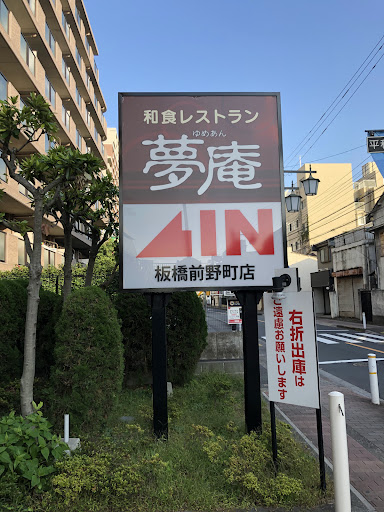 和食レストラン
ゆめあん
夢庵
AIN
板橋前野町店
右折出庫は
ご遠慮お願いします